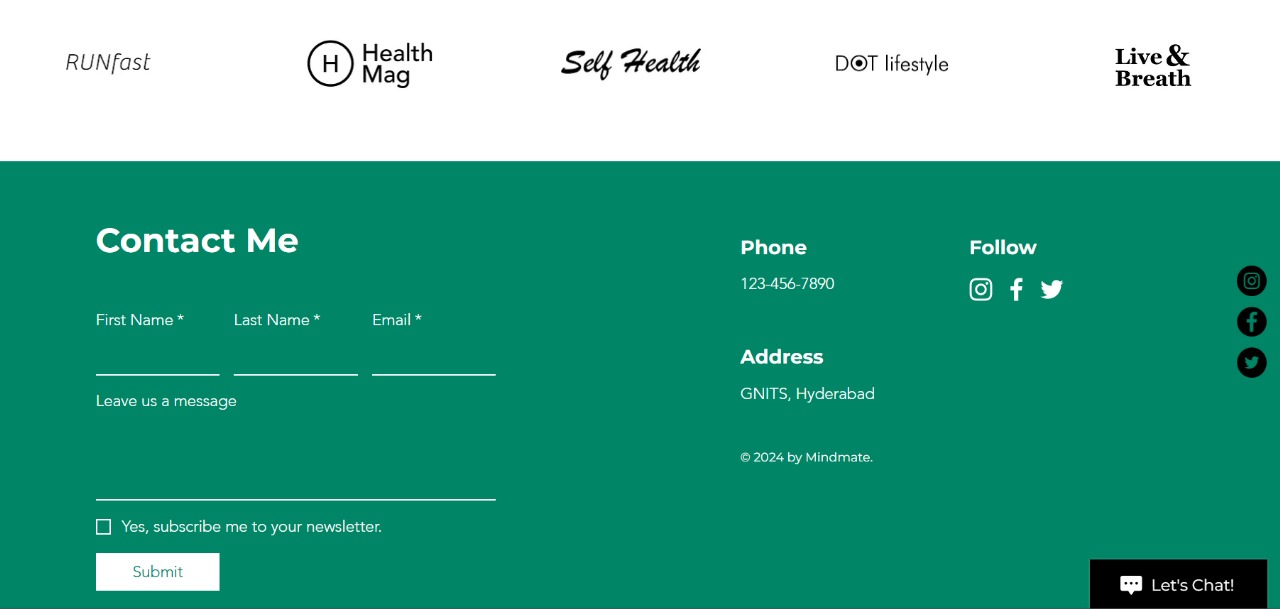 RUNfast
H
Health
Mag
Self Health
DOT lifestyle
Live &
Breath
Contact Me
First Name *
Last Name *
Email *
Leave us a message
Yes, subscribe me to your newsletter.
Submit
Phone
123-456-7890
Address
GNITS, Hyderabad
© 2024 by Mindmate.
Follow
Let's Chat!